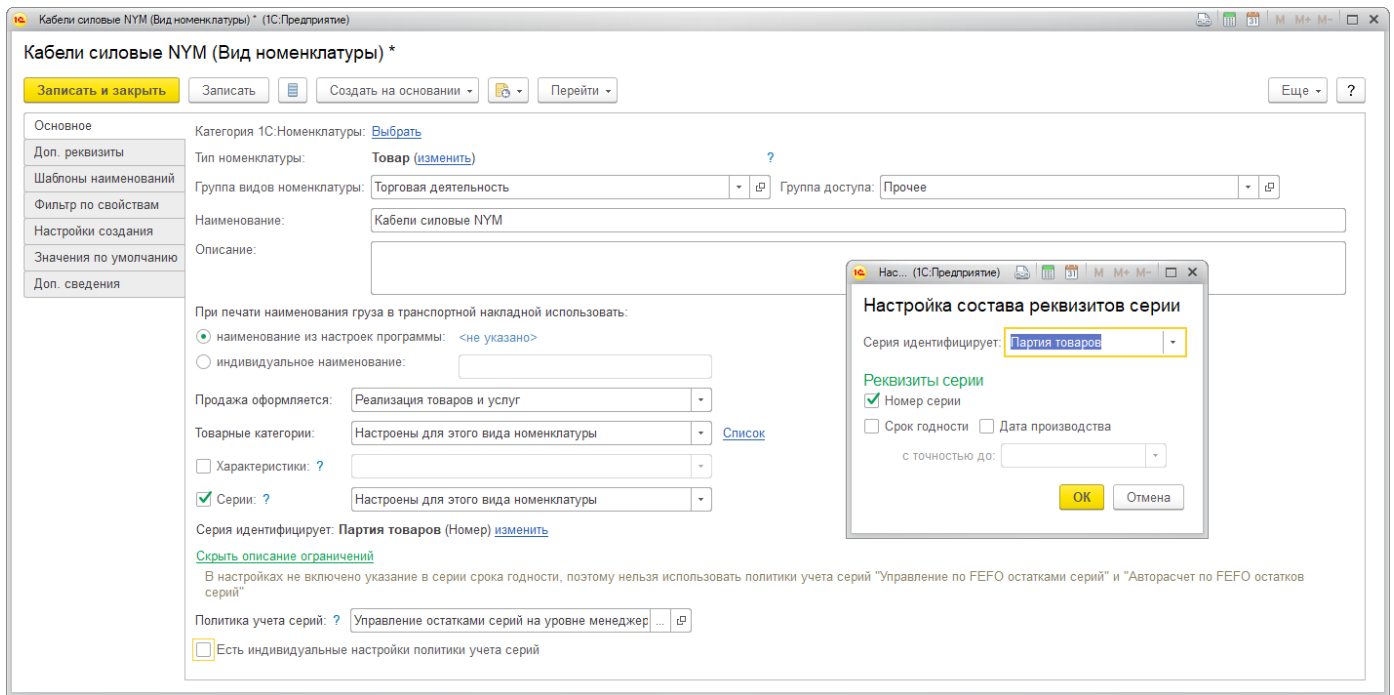 Кабели силовые NYM (Вид номенклатуры) * (1С:Предприятие)
M M+ M-
Кабели силовые NYM (Вид номенклатуры) *
Записать и закрыть Записать Создать на основании Перейти Еще ?
Основное
Доп. реквизиты
Шаблоны наименований
Фильтр по свойствам
Настройки создания
Значения по умолчанию
Доп. сведения
Категория 1С:Номенклатуры: Выбрать
Тип номенклатуры: Товар (изменить) ?
Группа видов номенклатуры: Торговая деятельность Группа доступа: Прочее
Наименование: Кабели силовые NYM
Описание:
При печати наименования груза в транспортной накладной использовать:
наименование из настроек программы: <не указано>
индивидуальное наименование:
Продажа оформляется: Реализация товаров и услуг
Товарные категории: Настроены для этого вида номенклатуры Список
Характеристики: ?
Серии: ? Настроены для этого вида номенклатуры
Серия идентифицирует: Партия товаров (Номер) изменить
Скрыть описание ограничений
В настройках не включено указание в серии срока годности, поэтому нельзя использовать политики учета серий "Управление по FEFO остатками серий" и "Авторасчет по FEFO остатков
серий"
Политика учета серий: ? Управление остатками серий на уровне менеджер ...
Есть индивидуальные настройки политики учета серий
Нас... (1С:Предприятие) 31 M M+ M-
Настройка состава реквизитов серии
Серия идентифицирует: Партия товаров
Реквизиты серии
Номер серии
Срок годности Дата производства
с точностью до:
ОК Отмена